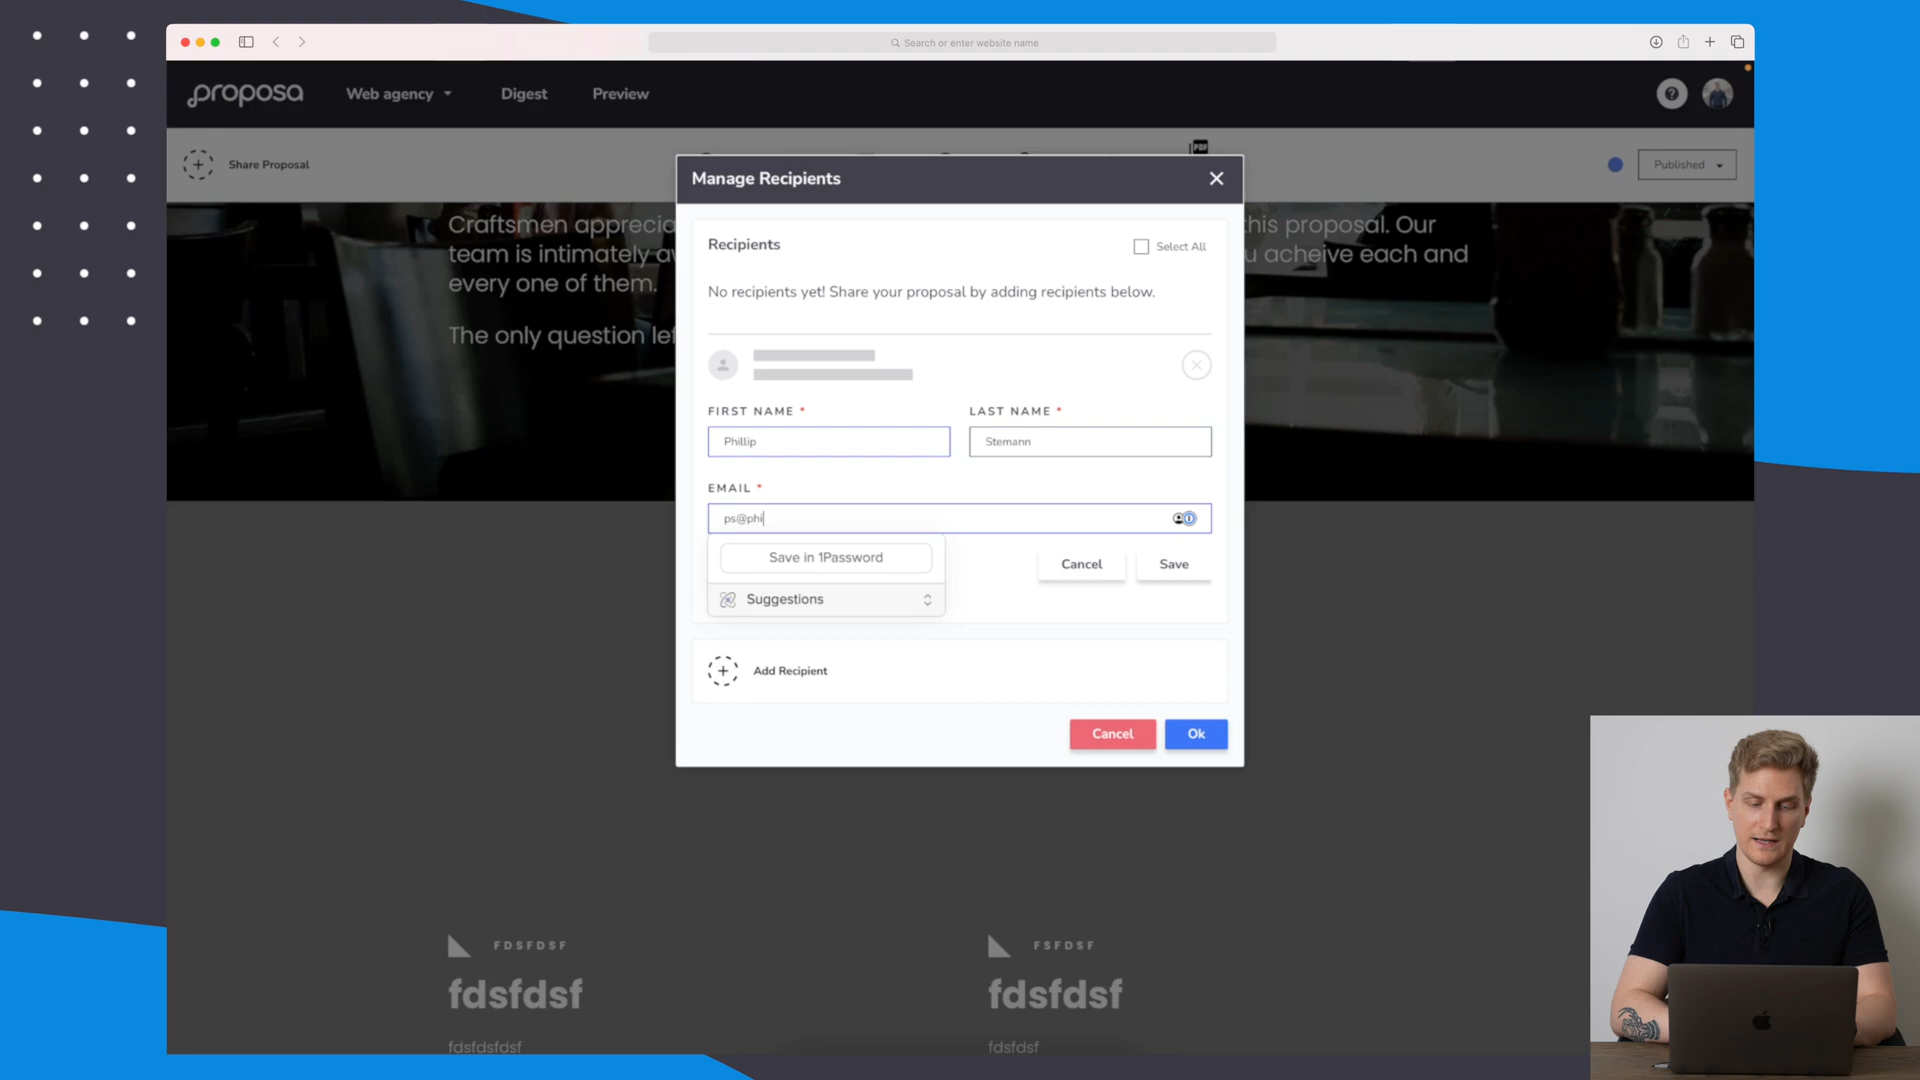 Search or enter website name
proposa
Web agency
Digest
Preview
?
Share Proposal
PDF
Published
Manage Recipients
Craftsmen apprecia
this proposal. Our
team is intimately
u acheive each and
every one of them.
The only question lef
Recipients
Select All
No recipients yet! Share your proposal by adding recipients below.
FIRST NAME *
LAST NAME *
Phillip
Stemann
EMAIL *
ps@phi
Save in 1Password
Cancel
Save
Suggestions
Add Recipient
Cancel
Ok
FDSFDSF
FSFDSF
fdsfdsf
fdsfdsf
fdsfdsfdsf
fdsfdsf